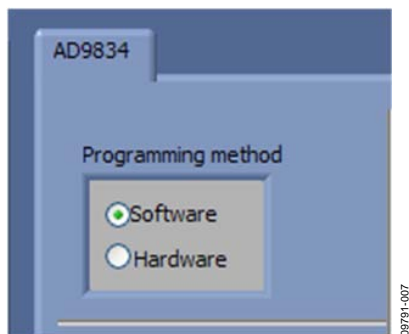 AD9834
Programming method
Software
Hardware
09791-007